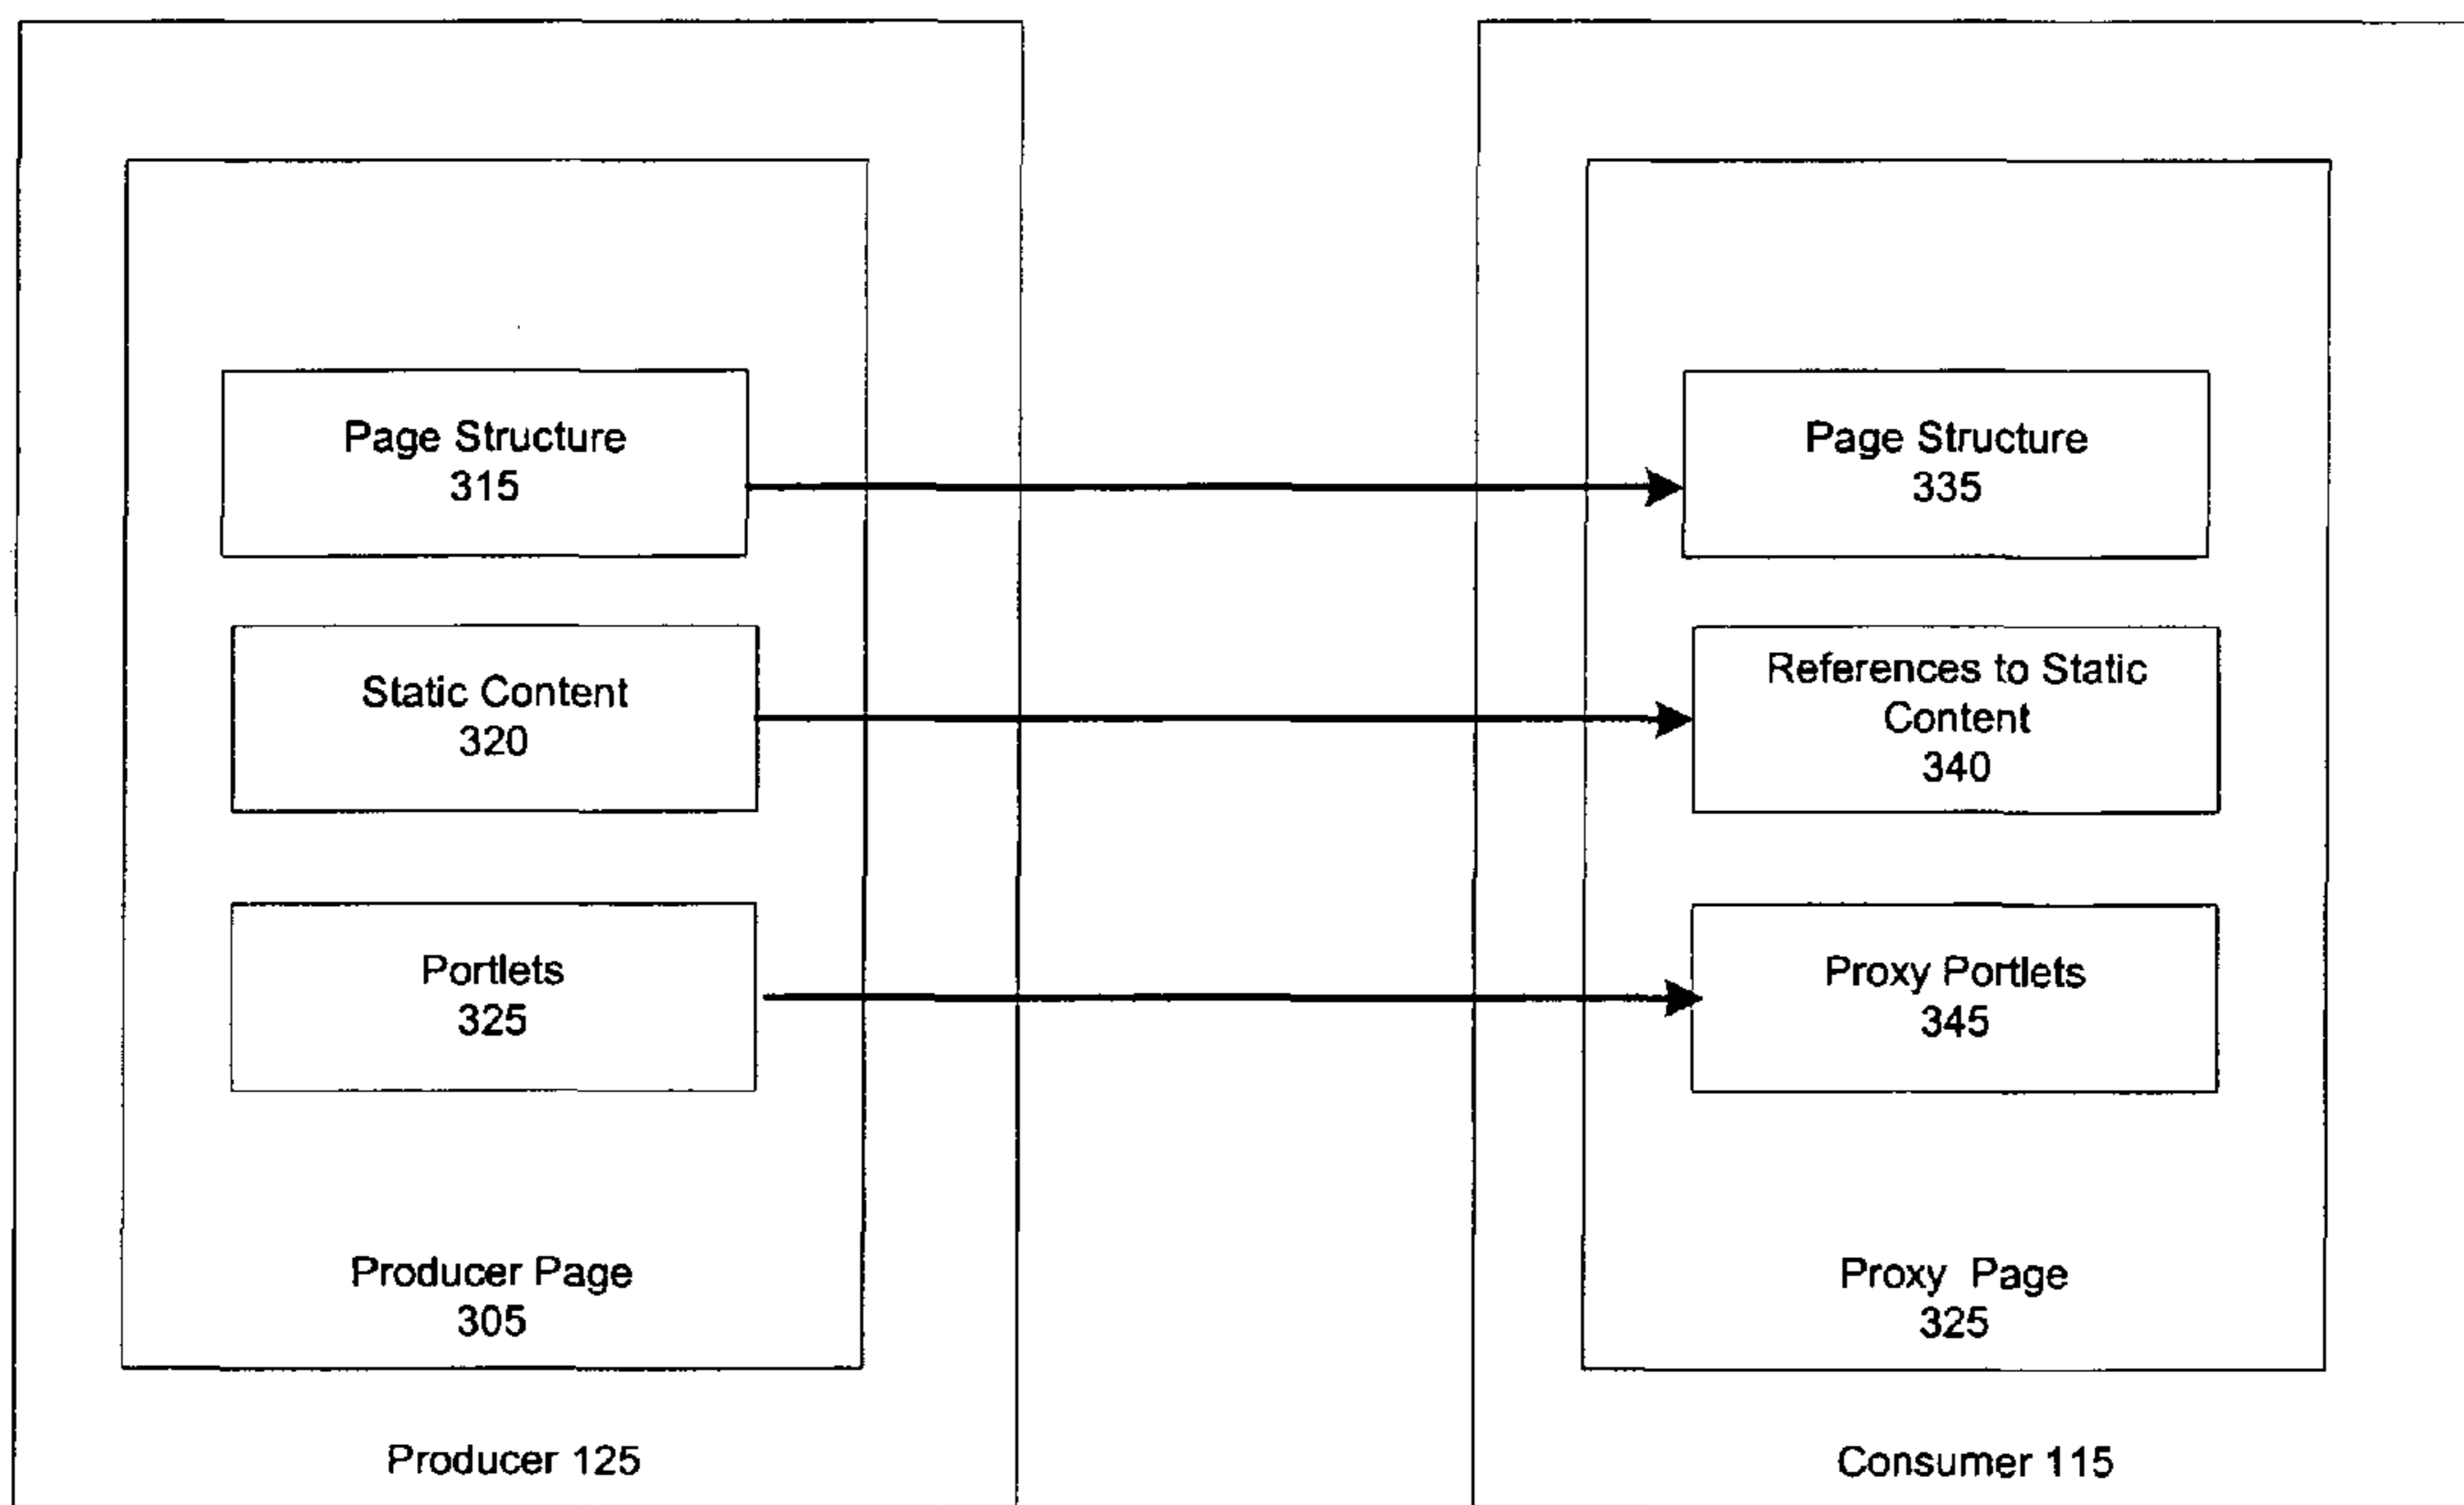 Page Structure
315
Static Content
320
Portlets
325
Producer Page
305
Producer 125
Page Structure
335
References to Static
Content
340
Proxy Portlets
345
Proxy Page
325
Consumer 115